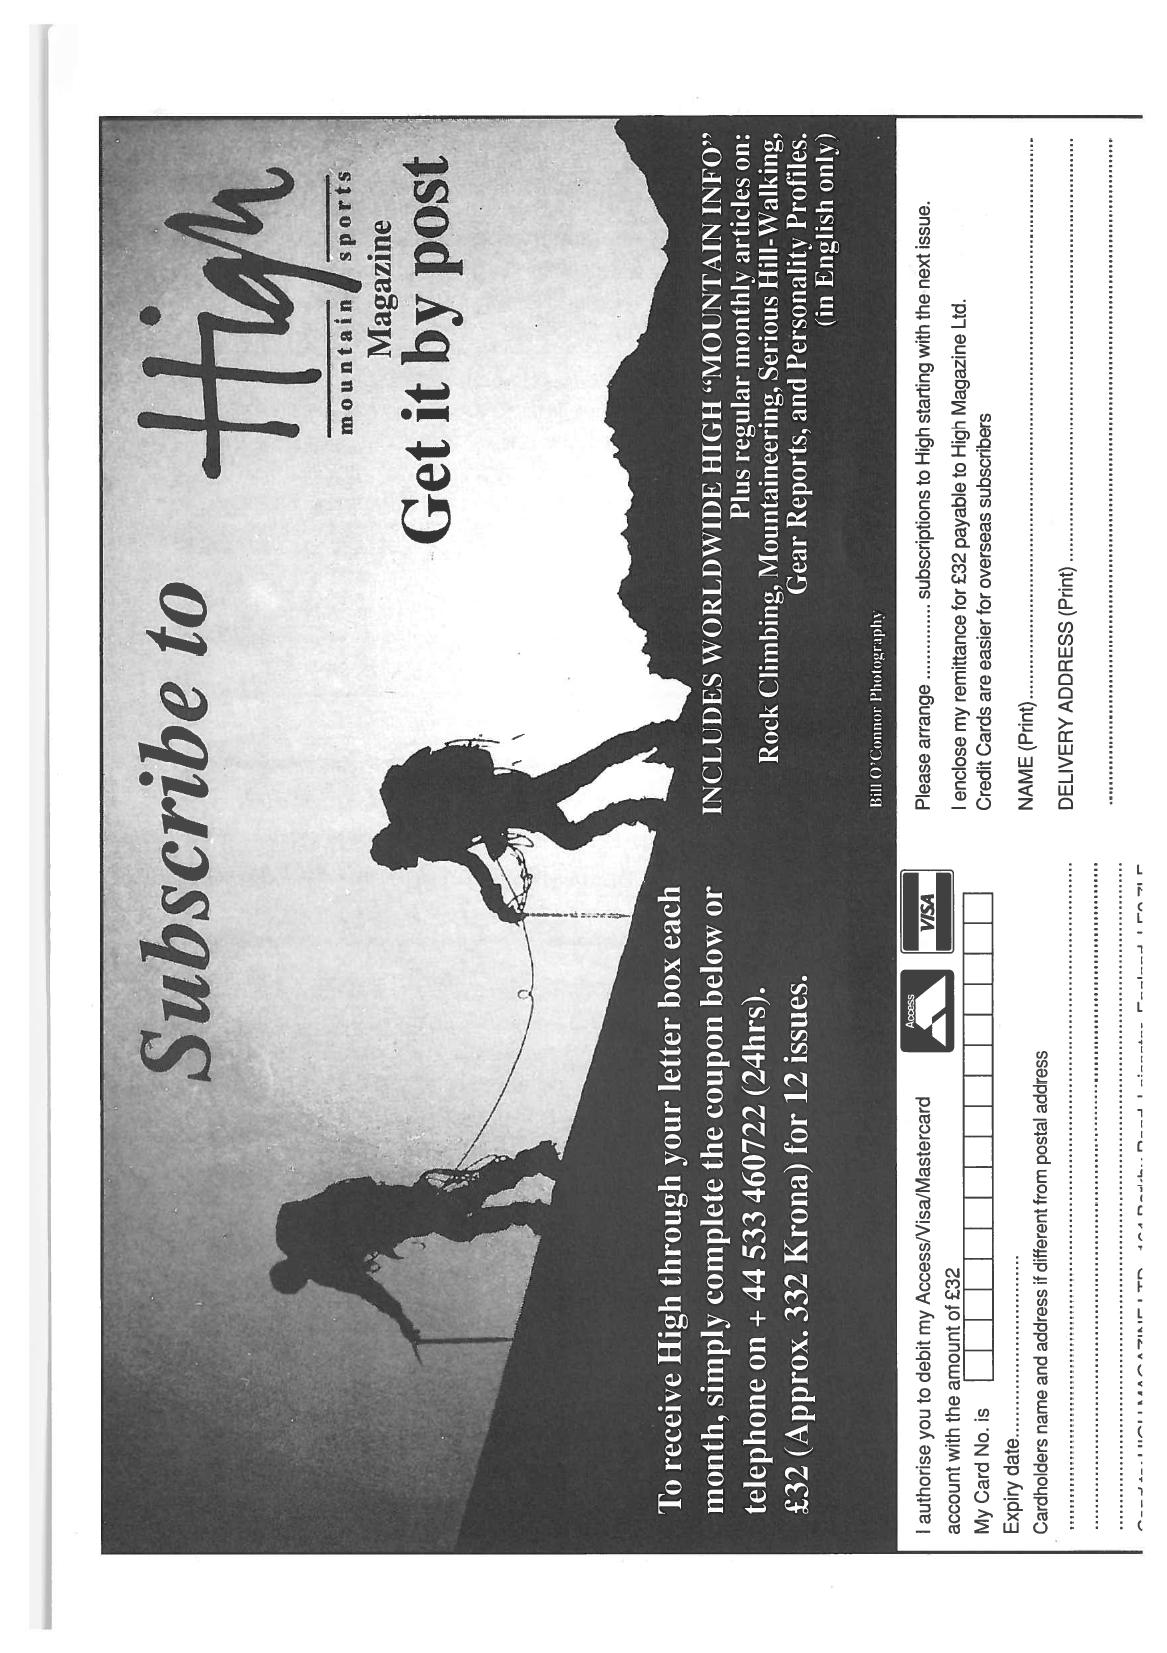 Subscribe to
High
mountain sports
Magazine
Get it by post
To receive High through your letter box each
month, simply complete the coupon below or
telephone on + 44 533 460722 (24hrs).
£32 (Approx. 332 Krona) for 12 issues.
INCLUDES WORLDWIDE HIGH “MOUNTAIN INFO”
Plus regular monthly articles on:
Rock Climbing, Mountaineering, Serious Hill-Walking,
Gear Reports, and Personality Profiles.
(in English only)
Bill O'Connor Photography
I authorise you to debit my Access/Visa/Mastercard
account with the amount of £32
Access
VISA
My Card No. is
Expiry date..............................
Cardholders name and address if different from postal address
Please arrange ............. subscriptions to High starting with the next issue.
I enclose my remittance for £32 payable to High Magazine Ltd.
Credit Cards are easier for overseas subscribers
NAME (Print)..............................
DELIVERY ADDRESS (Print)..............................